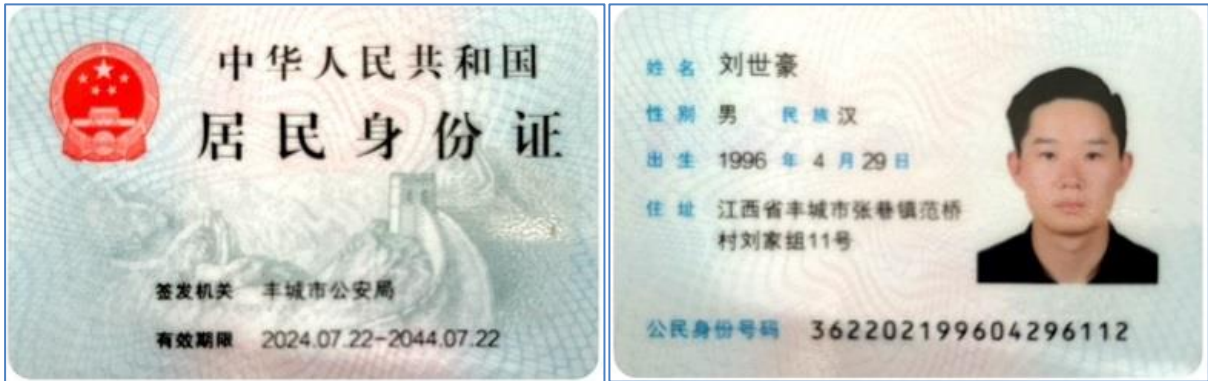 中华人民共和国
居民身份证
签发机关 丰城市公安局
有效期限 2024.07.22-2044.07.22
姓名 刘世豪
性别 男 民族 汉
出生 1996 年 4 月 29 日
住址 江西省丰城市张巷镇范桥
村刘家组11号
公民身份号码 362202199604296112